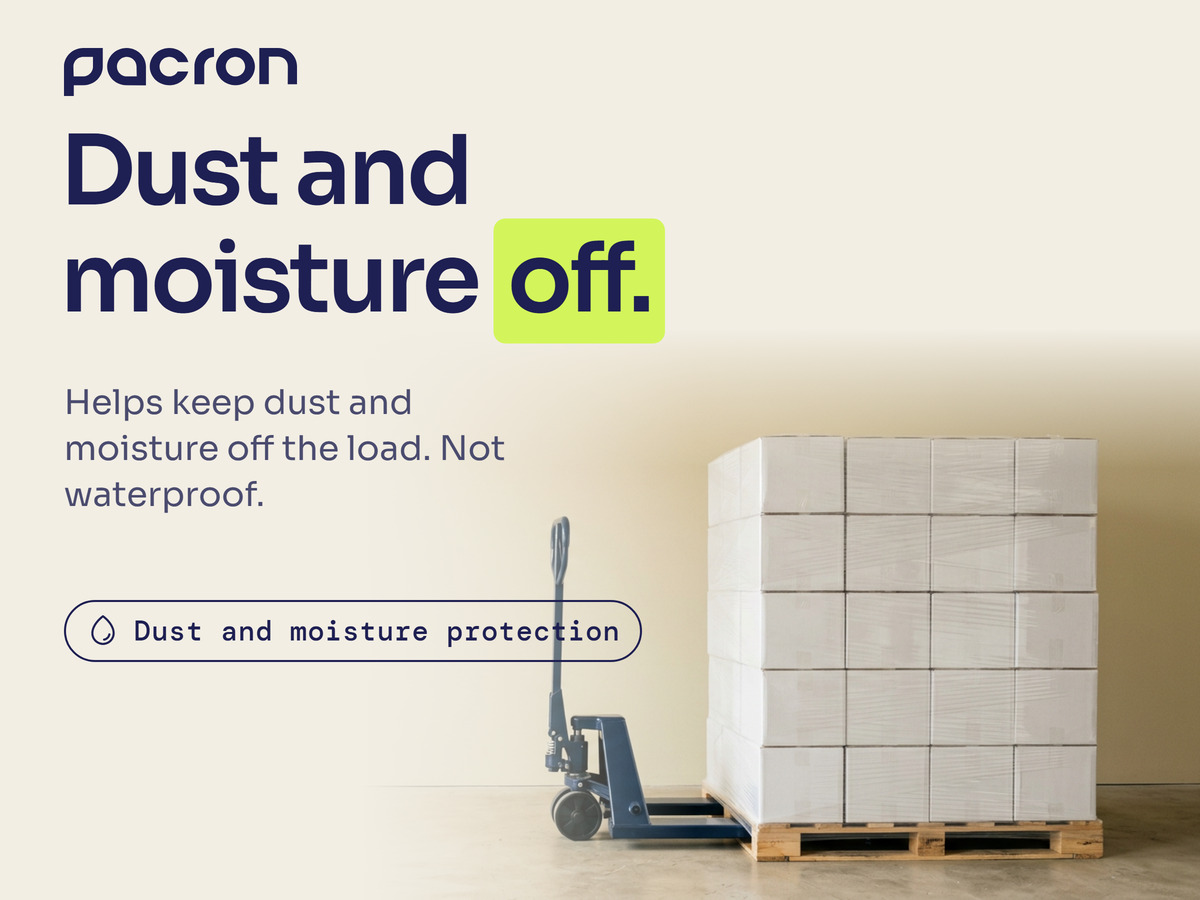 pacron
Dust and
moisture off.
Helps keep dust and
moisture off the load. Not
waterproof.
Dust and moisture protection